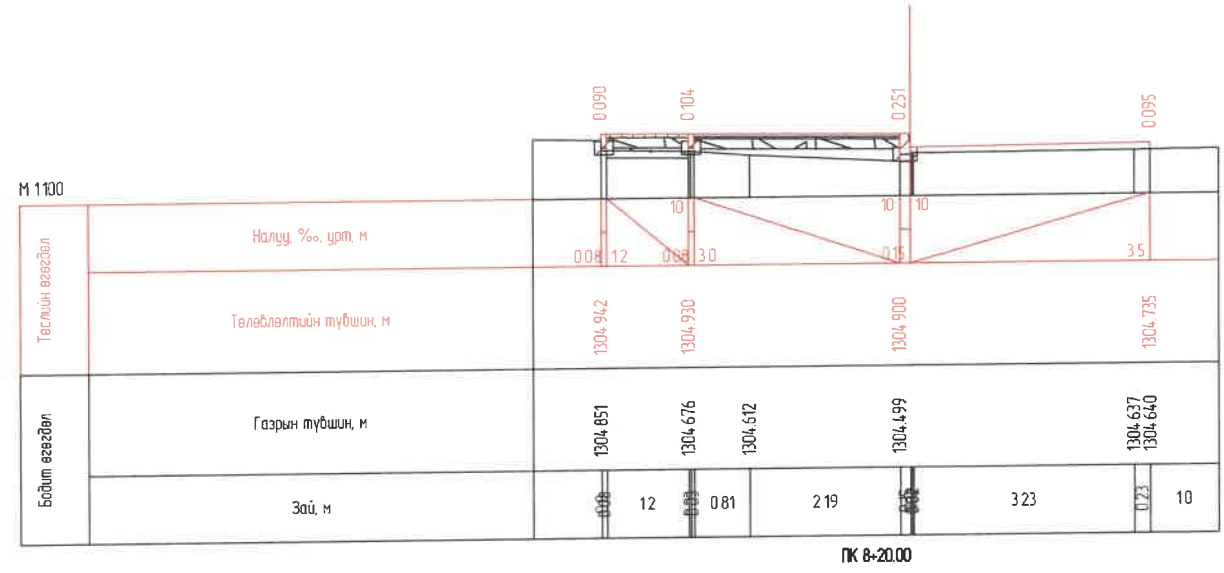 0.090 0.104 0.251 0.095
М 1:100
Төслийн өгөгдөл
Налуу, ‰, урт, м
10 10 10
0.08 12 0.08 30 0.15 35
Төлөвлөлтийн түвшин, м
1304.942 1304.930 1304.900 1304.735
Бодит өгөгдөл
Газрын түвшин, м
1304.851 1304.676 1304.612 1304.499 1304.637 1304.640
Зай, м
0.08 12 0.81 2.19 3.23 0.23 10
ПК 8+20.00